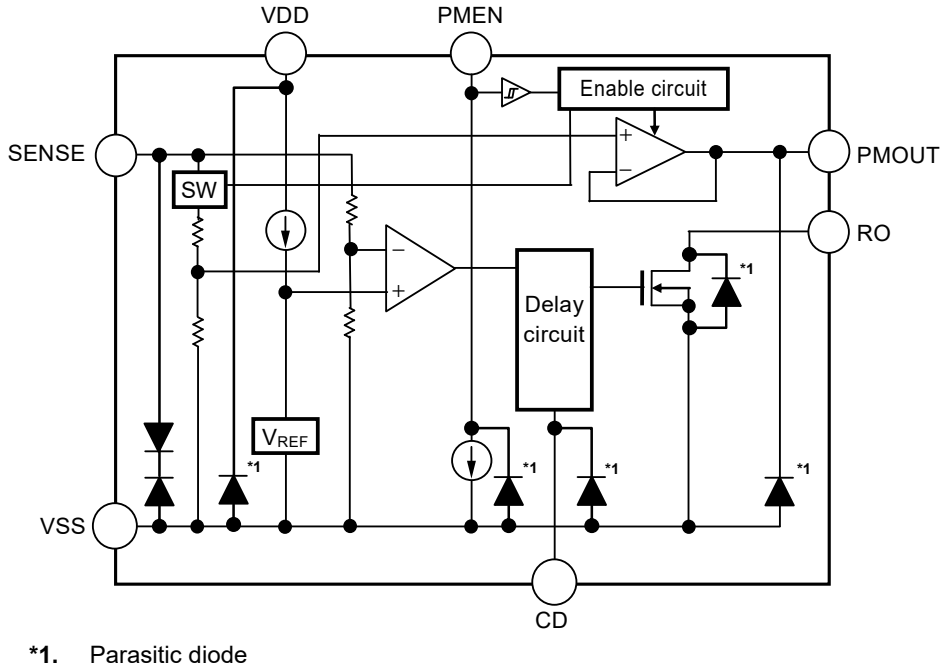 VDD
PMEN
Enable circuit
SENSE
+
−
PMOUT
SW
RO
−
+
*1
Delay
circuit
VREF
*1
*1
*1
*1
VSS
CD
*1. Parasitic diode